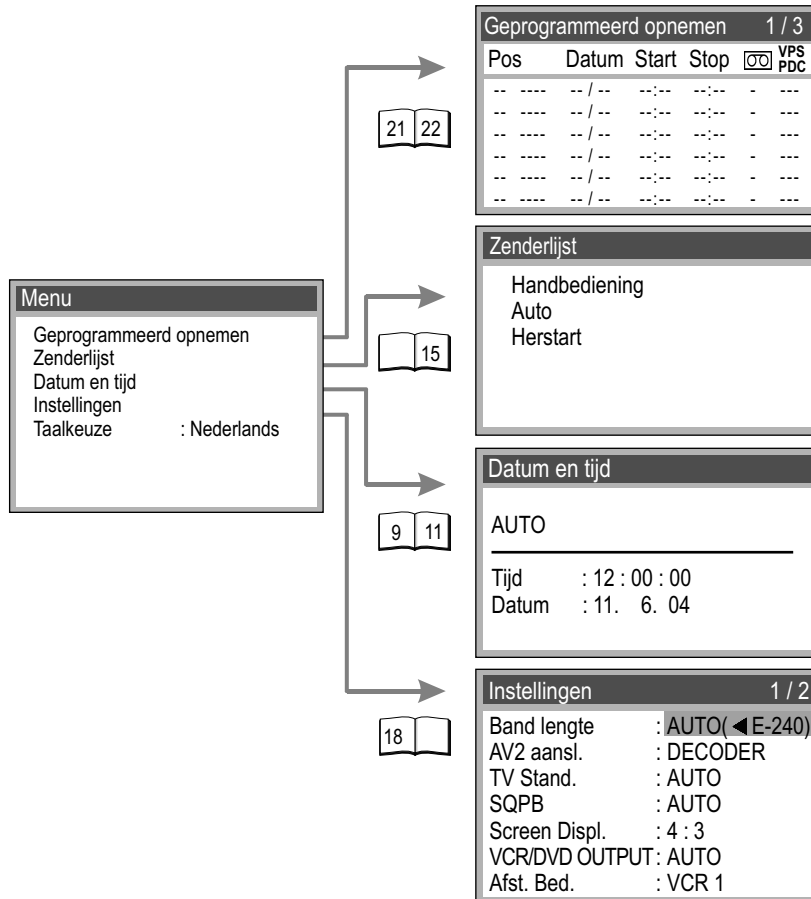 Geprogrammeerd opnemen 1 / 3
Pos Datum Start Stop VPS PDC
-- ---- -- / -- --:-- --:-- - ---
-- ---- -- / -- --:-- --:-- - ---
-- ---- -- / -- --:-- --:-- - ---
-- ---- -- / -- --:-- --:-- - ---
-- ---- -- / -- --:-- --:-- - ---
-- ---- -- / -- --:-- --:-- - ---
21 22
Zenderlijst
Handbediening
Auto
Herstart
15
Menu
Geprogrammeerd opnemen
Zenderlijst
Datum en tijd
Instellingen
Taalkeuze : Nederlands
Datum en tijd
AUTO
Tijd : 12 : 00 : 00
Datum : 11. 6. 04
9 11
Instellingen 1 / 2
Band lengte : AUTO(◀E-240)
AV2 aansl. : DECODER
TV Stand. : AUTO
SQPB : AUTO
Screen Displ. : 4 : 3
VCR/DVD OUTPUT : AUTO
Afst. Bed. : VCR 1
18